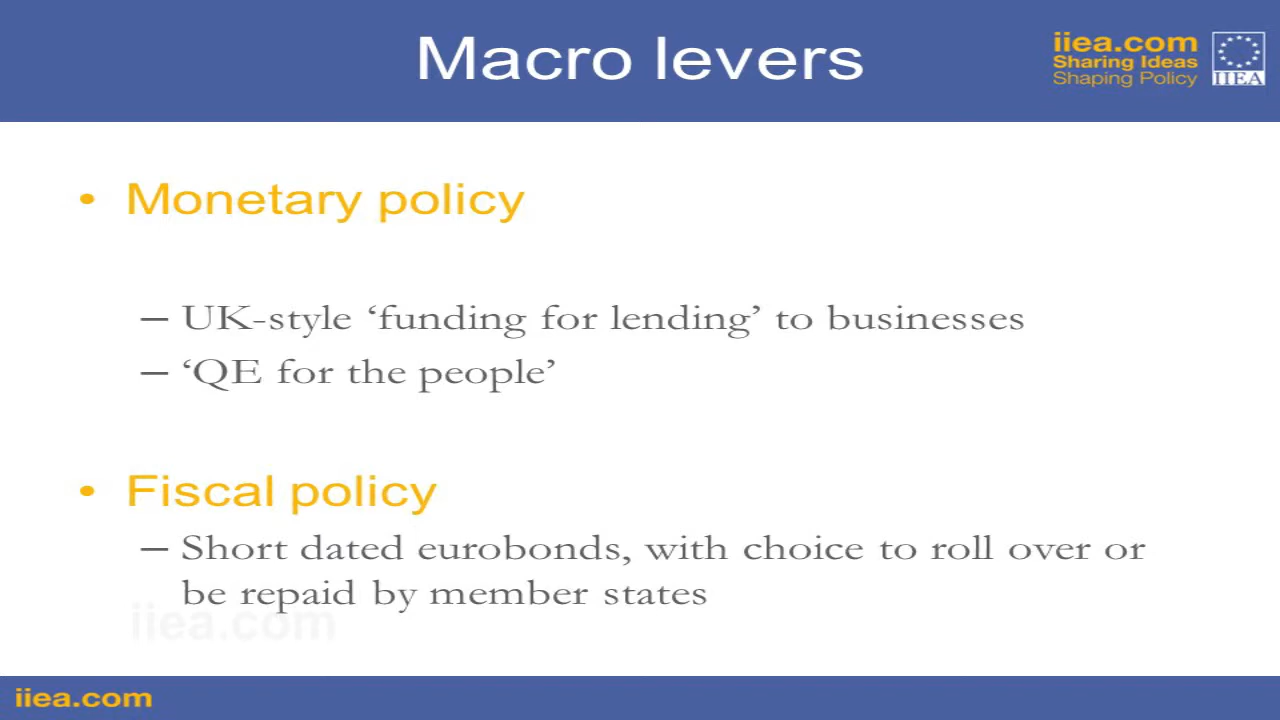 Macro levers
iiea.com
Sharing Ideas
Shaping Policy
IIEA
• Monetary policy
– UK-style ‘funding for lending’ to businesses
– ‘QE for the people’
• Fiscal policy
– Short dated eurobonds, with choice to roll over or
be repaid by member states
iiea.com
iiea.com